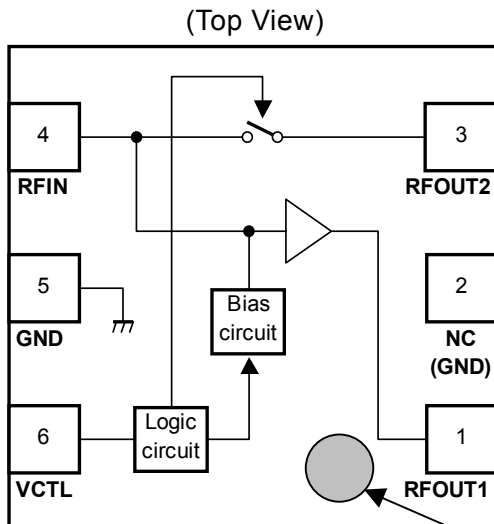 (Top View)
4
RFIN
3
RFOUT2
5
GND
Bias
circuit
2
NC
(GND)
6
VCTL
Logic
circuit
1
RFOUT1